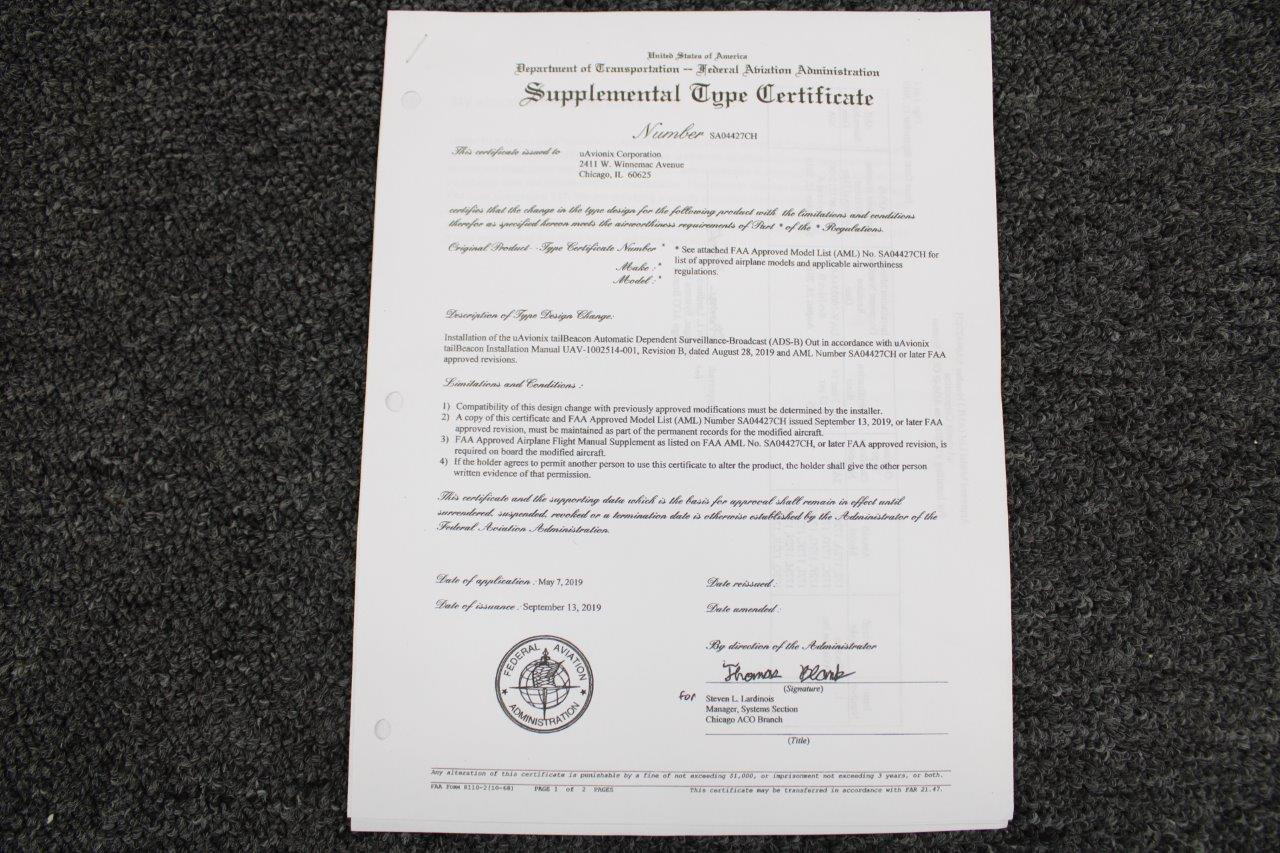 United States of America
Department of Transportation -- Federal Aviation Administration
Supplemental Type Certificate
Number SA04427CH
This certificate issued to uAvionix Corporation
2411 W. Winnemac Avenue
Chicago, IL 60625
certifies that the change in the type design for the following product with the limitations and conditions
therefor as specified hereon meets the airworthiness requirements of Part * of the * Regulations.
Original Product - Type Certificate Number * * See attached FAA Approved Model List (AML) No. SA04427CH for
list of approved airplane models and applicable airworthiness
Make : *
regulations.
Model : *
Description of Type Design Change:
Installation of the uAvionix tailBeacon Automatic Dependent Surveillance-Broadcast (ADS-B) Out in accordance with uAvionix
tailBeacon Installation Manual UAV-1002514-001, Revision B, dated August 28, 2019 and AML Number SA04427CH or later FAA
approved revisions.
Limitations and Conditions :
1) Compatibility of this design change with previously approved modifications must be determined by the installer.
2) A copy of this certificate and FAA Approved Model List (AML) Number SA04427CH issued September 13, 2019, or later FAA
approved revision, must be maintained as part of the permanent records for the modified aircraft.
3) FAA Approved Airplane Flight Manual Supplement as listed on FAA AML No. SA04427CH, or later FAA approved revision, is
required on board the modified aircraft.
4) If the holder agrees to permit another person to use this certificate to alter the product, the holder shall give the other person
written evidence of that permission.
This certificate and the supporting data which is the basis for approval shall remain in effect until
surrendered, suspended, revoked or a termination date is otherwise established by the Administrator of the
Federal Aviation Administration.
Date of application : May 7, 2019
Date reissued :
Date of issuance : September 13, 2019
Date amended :
By direction of the Administrator
FEDERAL AVIATION
ADMINISTRATION
Thomas Blank
(Signature)
For Steven L. Lardinois
Manager, Systems Section
Chicago ACO Branch
(Title)
Any alteration of this certificate is punishable by a fine of not exceeding $1,000, or imprisonment not exceeding 3 years, or both.
FAA FORM 8110-2(10-68) PAGE 1 of 2 PAGES This certificate may be transferred in accordance with FAR 21.47.